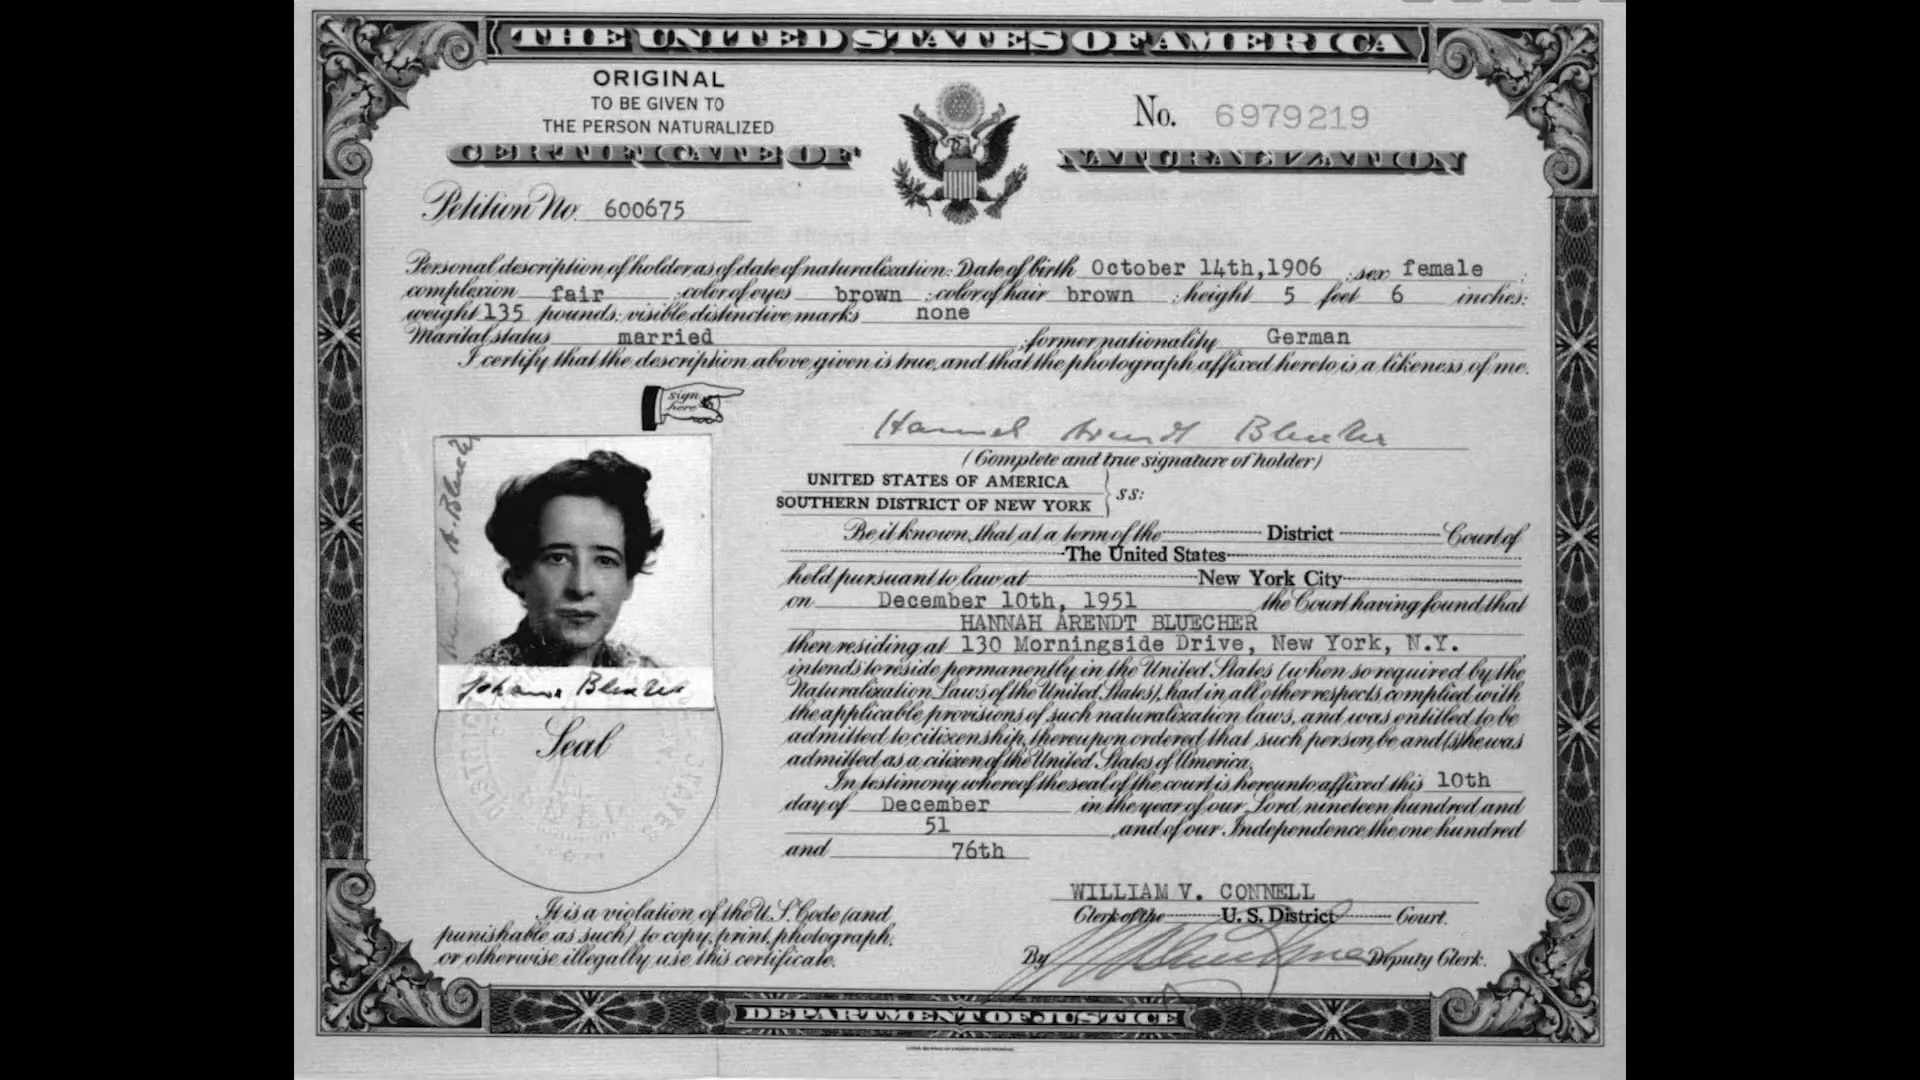 THE UNITED STATES OF AMERICA
ORIGINAL
TO BE GIVEN TO
THE PERSON NATURALIZED
No. 6979219
CERTIFICATE OF NATURALIZATION
Petition No. 600675
Personal description of holder as of date of naturalization: Date of birth October 14th, 1906 ; sex female ;
complexion fair ; color of eyes brown ; color of hair brown ; height 5 feet 6 inches;
weight 135 pounds; visible distinctive marks none
Marital status married ; former nationality German
I certify that the description above given is true, and that the photograph affixed hereto is a likeness of me.
sign here
Hannah Arendt Bluecher
(Complete and true signature of holder)
UNITED STATES OF AMERICA
SOUTHERN DISTRICT OF NEW YORK } ss:
Be it known, that at a term of the District Court of
The United States
held pursuant to law at New York City
on December 10th, 1951 the Court having found that
HANNAH ARENDT BLUECHER
then residing at 130 Morningside Drive, New York, N.Y.
intends to reside permanently in the United States (when so required by the
Naturalization Laws of the United States), had in all other respects complied with
the applicable provisions of such naturalization laws, and was entitled to be
admitted to citizenship, thereupon ordered that such person be and (s)he was
admitted as a citizen of the United States of America.
In testimony whereof the seal of the court is hereunto affixed this 10th
day of December in the year of our Lord nineteen hundred and
51 and of our Independence the one hundred
and 76th
A. Bluecher
Johanna Bluecher
Seal
It is a violation of the U.S. Code (and
punishable as such) to copy, print, photograph,
or otherwise illegally use this certificate.
WILLIAM V. CONNELL
Clerk of the U. S. District Court.
By Deputy Clerk.
DEPARTMENT OF JUSTICE